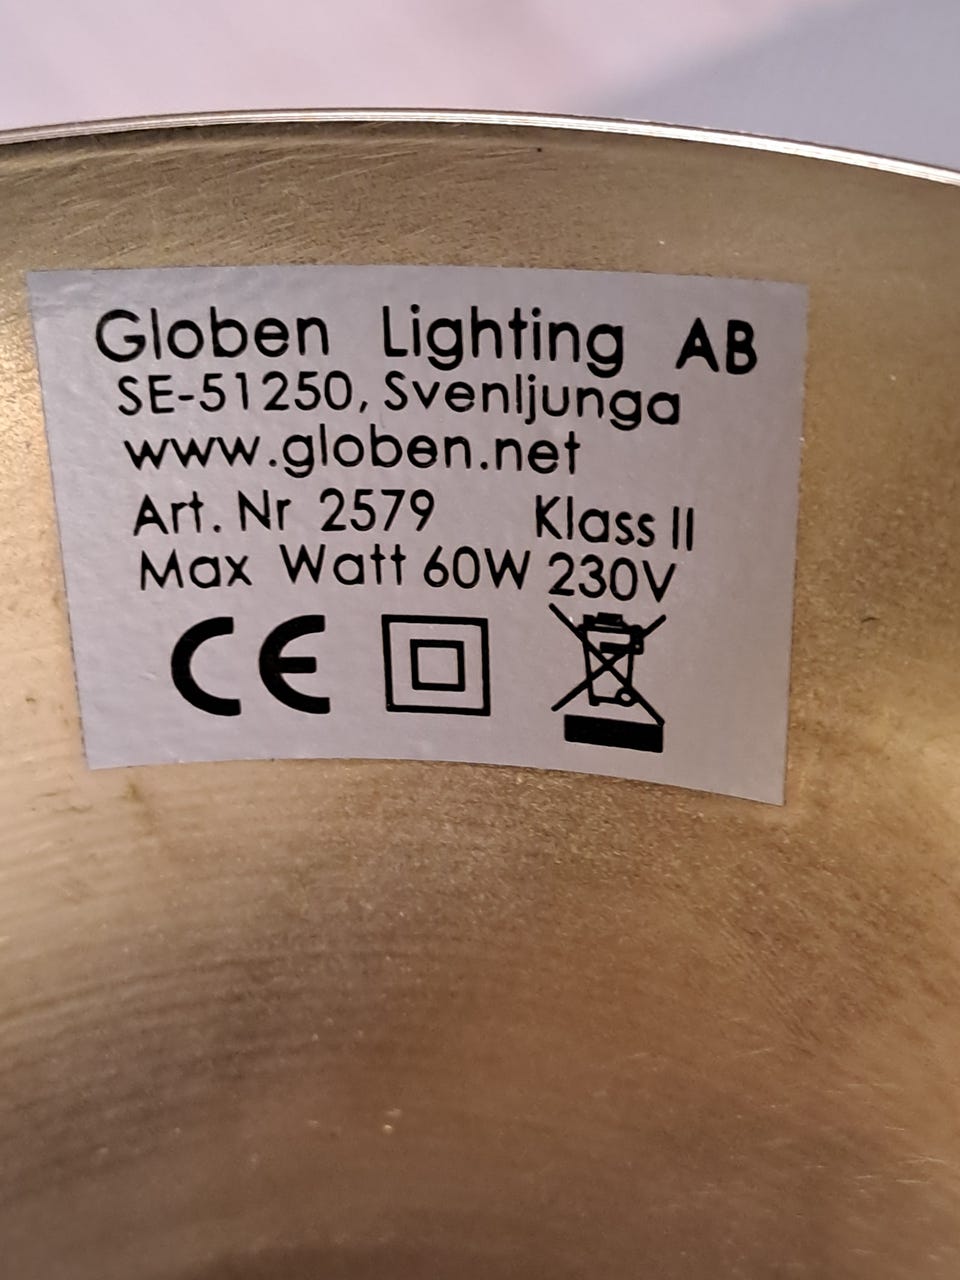 Globen Lighting AB
SE-51250, Svenljunga
www.globen.net
Art. Nr 2579 Klass II
Max Watt 60W 230V
CE